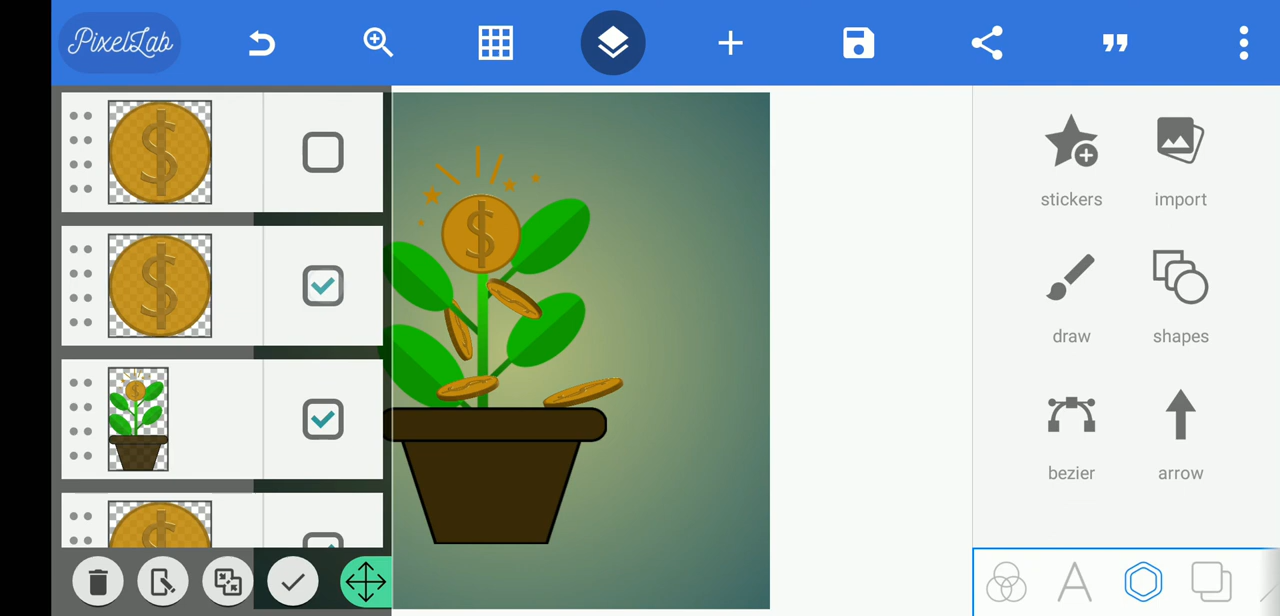 PixelLab
$
$
$
stickers
import
draw
shapes
bezier
arrow
A